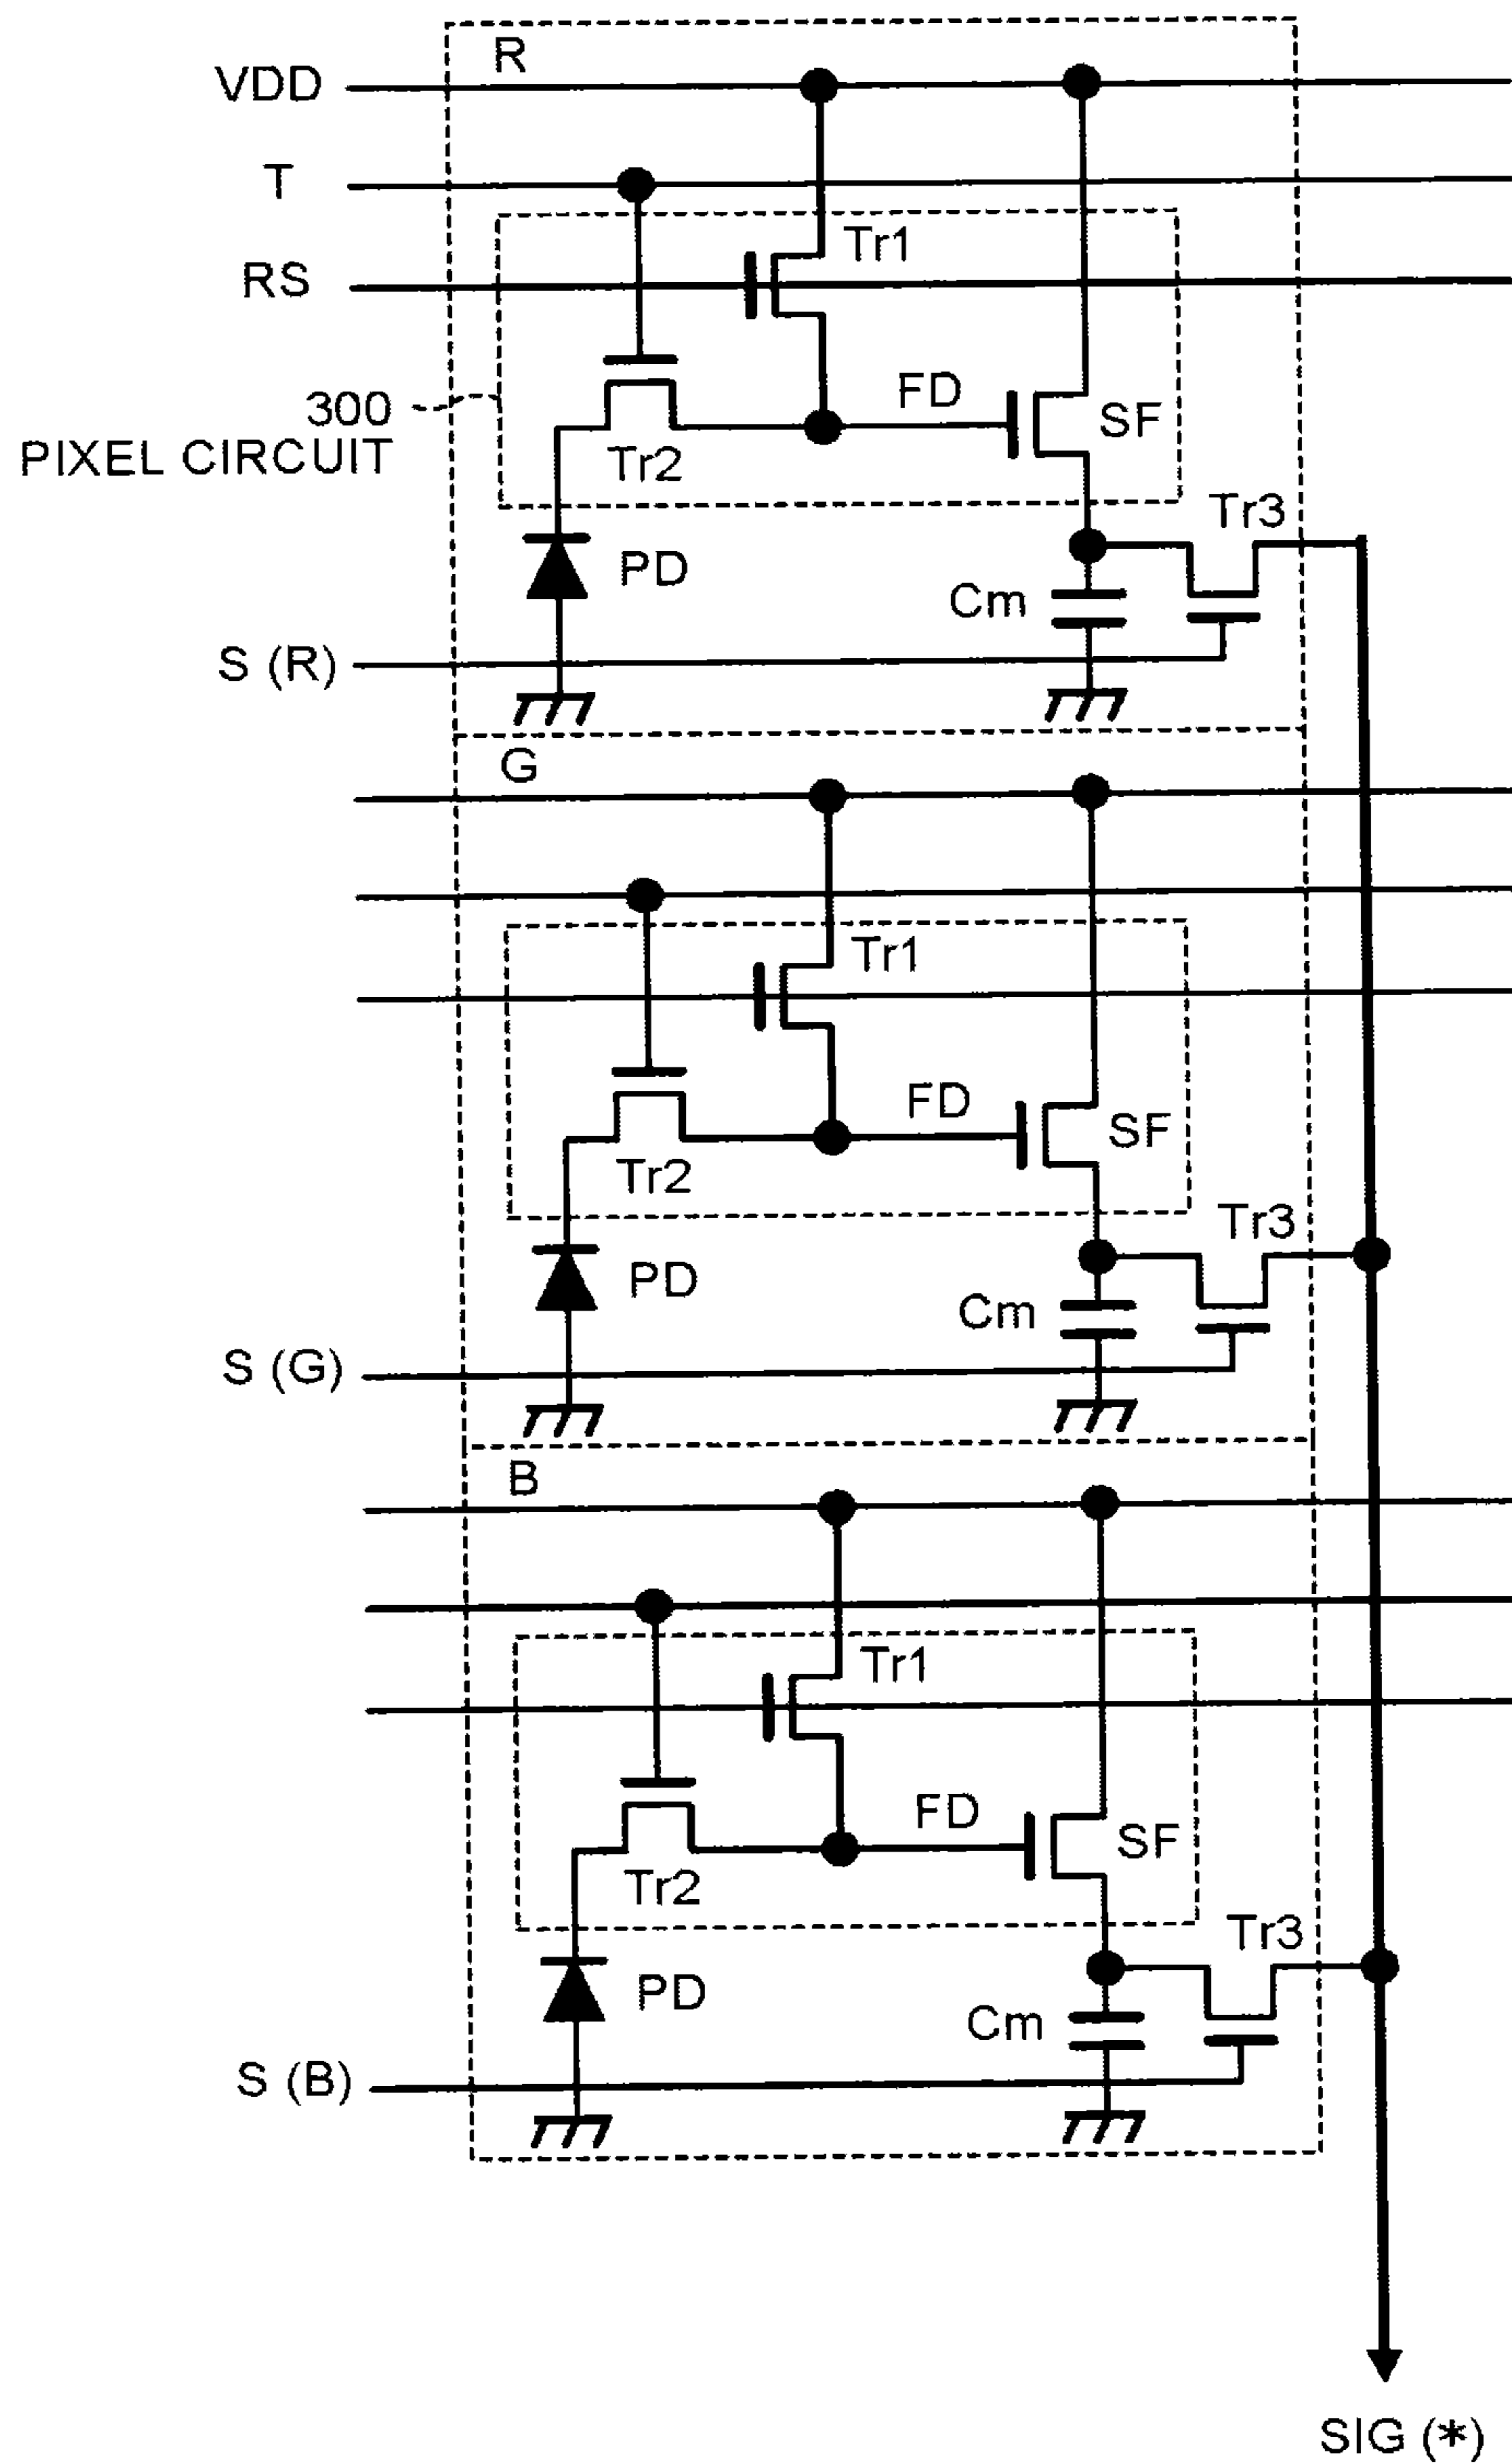 R
VDD
T
Tr1
RS
FD
300
SF
PIXEL CIRCUIT
Tr2
Tr3
PD
Cm
S (R)
G
Tr1
FD
SF
Tr2
Tr3
PD
Cm
S (G)
B
Tr1
FD
SF
Tr2
Tr3
PD
Cm
S (B)
SIG (*)